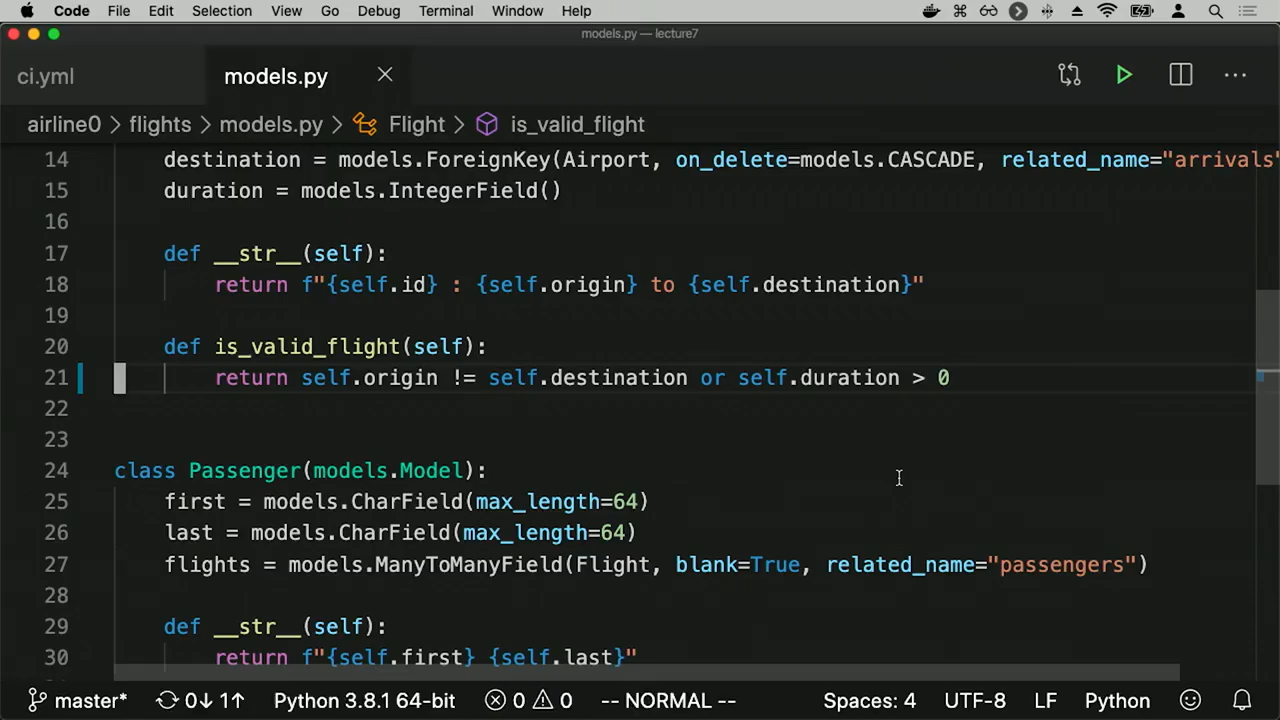 Code File Edit Selection View Go Debug Terminal Window Help
models.py — lecture7
ci.yml models.py
airline0 > flights > models.py > Flight > is_valid_flight
14 destination = models.ForeignKey(Airport, on_delete=models.CASCADE, related_name="arrivals"
15 duration = models.IntegerField()
16
17 def __str__(self):
18 return f"{self.id} : {self.origin} to {self.destination}"
19
20 def is_valid_flight(self):
21 return self.origin != self.destination or self.duration > 0
22
23
24 class Passenger(models.Model):
25 first = models.CharField(max_length=64)
26 last = models.CharField(max_length=64)
27 flights = models.ManyToManyField(Flight, blank=True, related_name="passengers")
28
29 def __str__(self):
30 return f"{self.first} {self.last}"
master* 0↓ 1↑ Python 3.8.1 64-bit 0 0 -- NORMAL -- Spaces: 4 UTF-8 LF Python